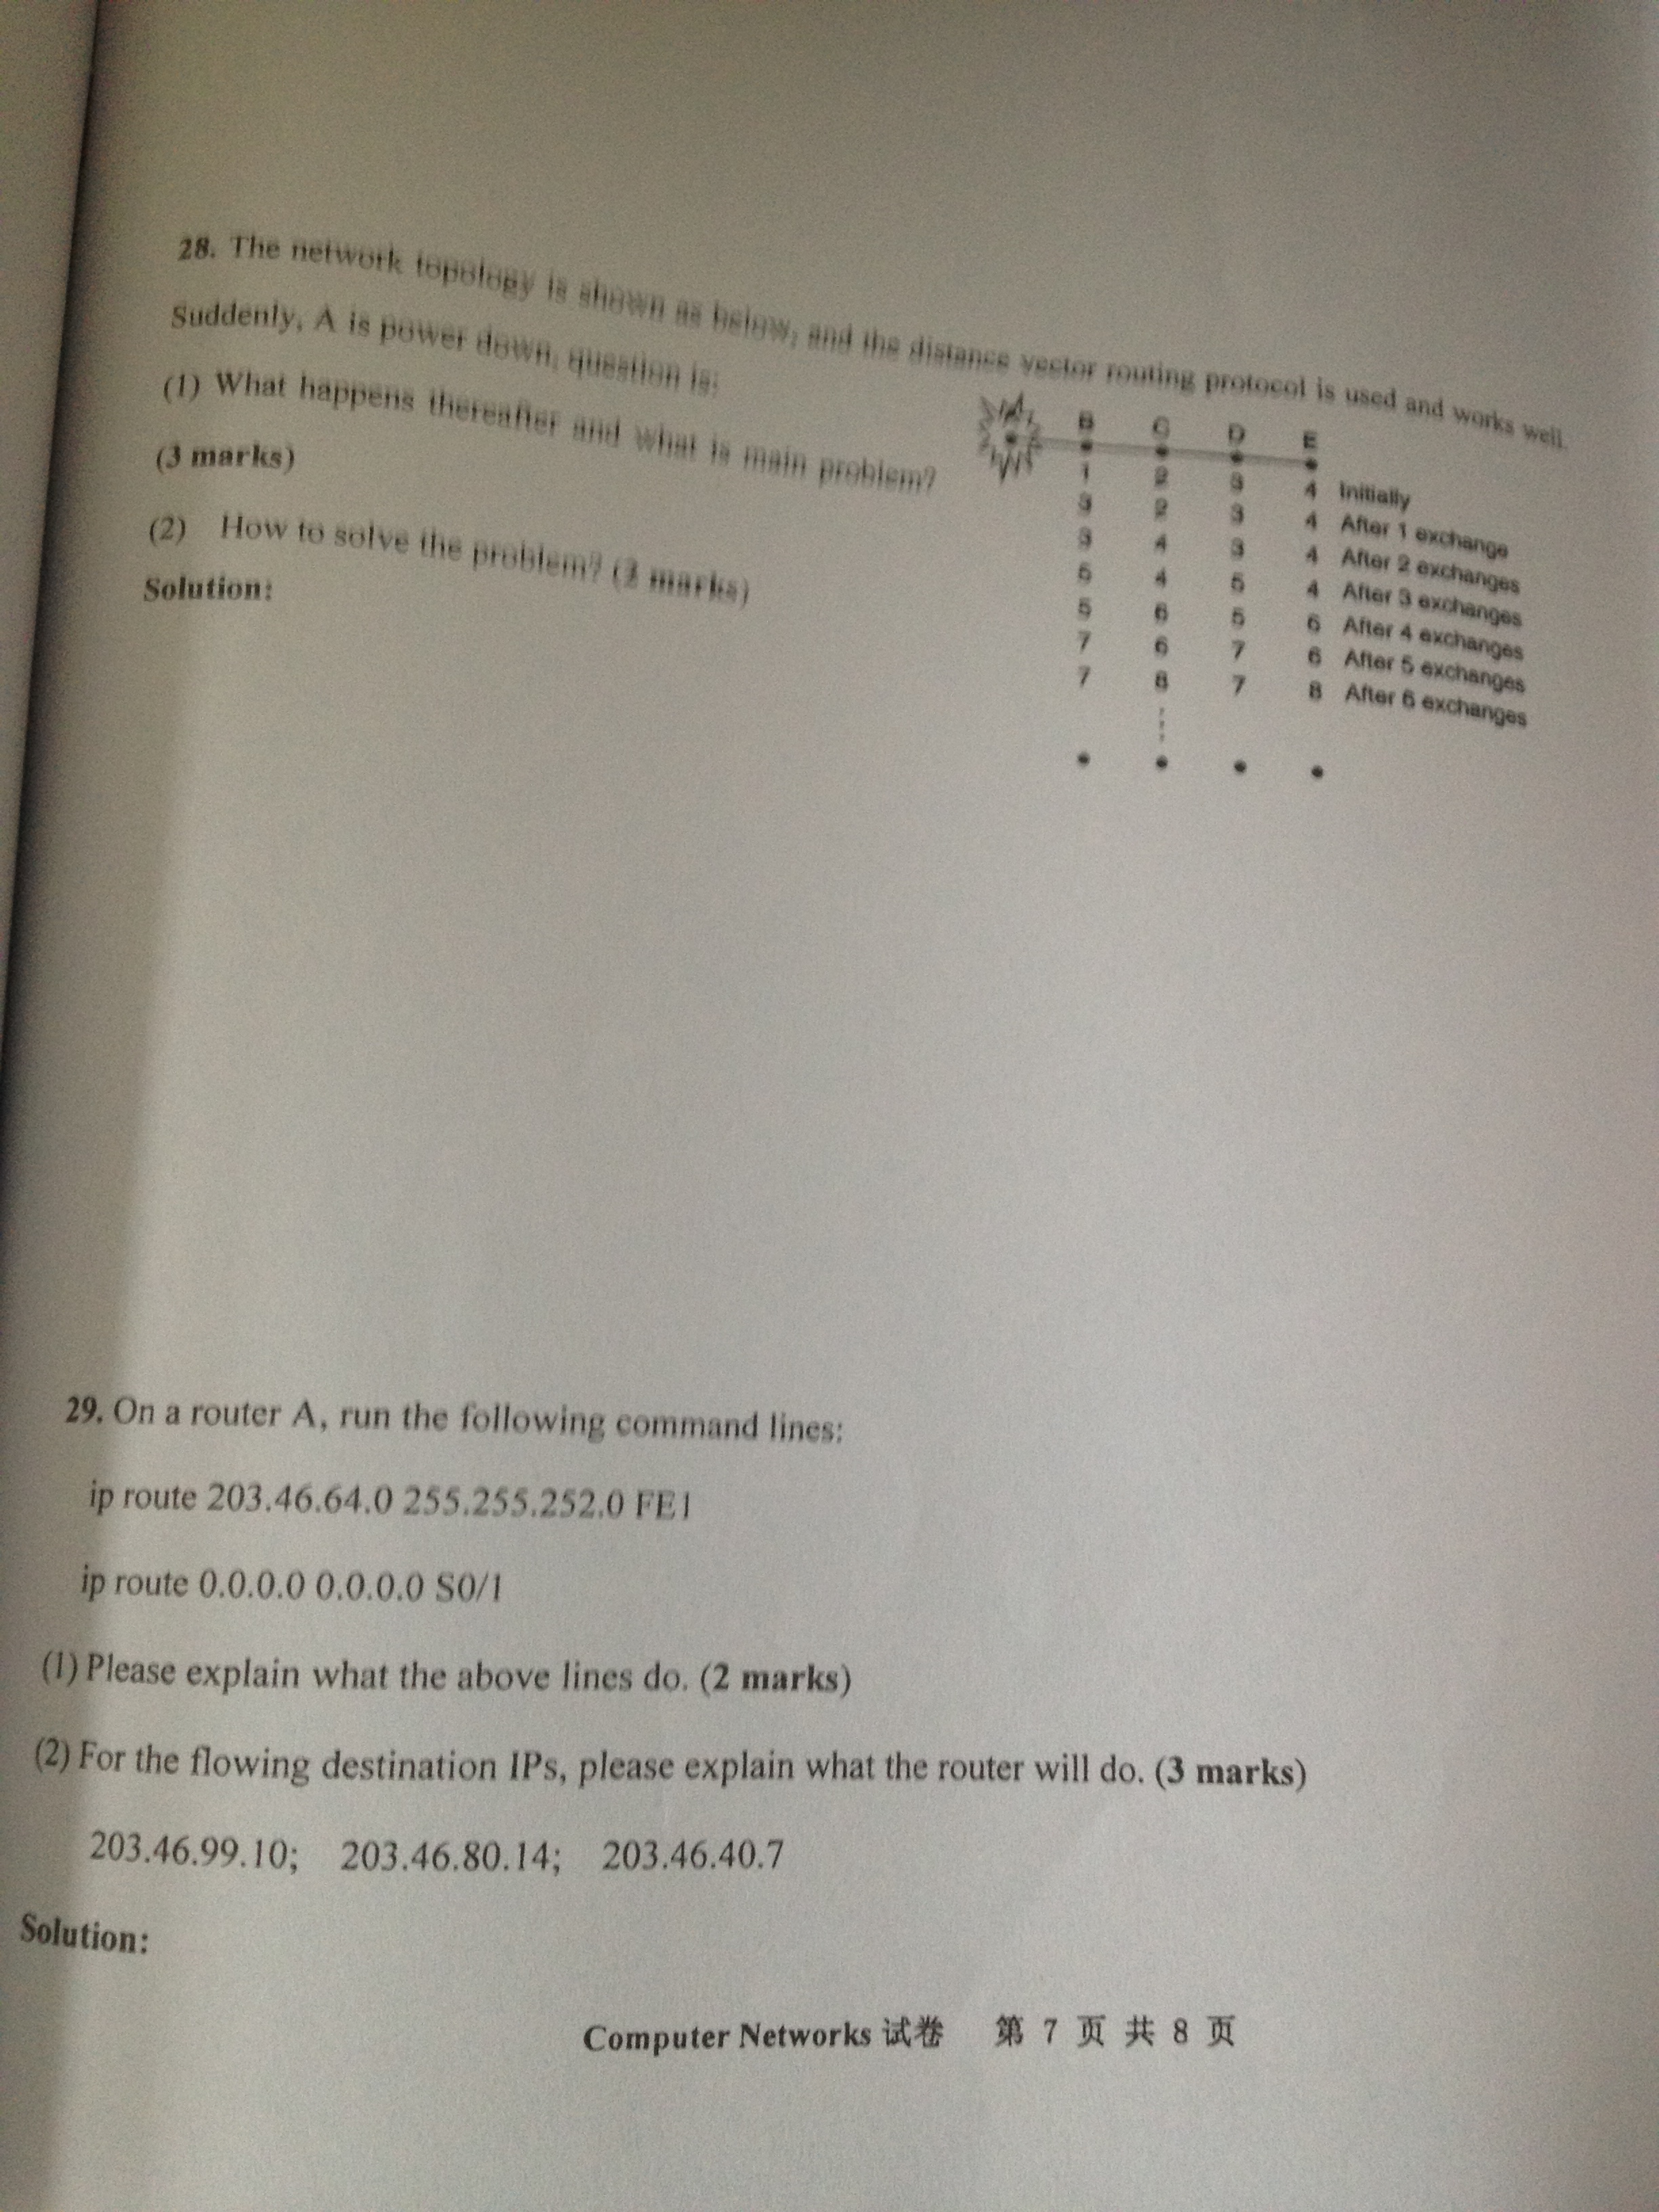 28. The network topology is shown as below, and the distance vector routing protocol is used and works well.
Suddenly, A is power down, question is:
(1) What happens thereafter and what is main problem?
(3 marks)
(2) How to solve the problem? (2 marks)
Solution:
A B C D E
1 2 3 4 Initially
3 2 3 4 After 1 exchange
3 4 3 4 After 2 exchanges
5 4 5 4 After 3 exchanges
5 6 5 6 After 4 exchanges
7 6 7 6 After 5 exchanges
7 8 7 8 After 6 exchanges
29. On a router A, run the following command lines:
ip route 203.46.64.0 255.255.252.0 FE1
ip route 0.0.0.0 0.0.0.0 S0/1
(1) Please explain what the above lines do. (2 marks)
(2) For the flowing destination IPs, please explain what the router will do. (3 marks)
203.46.99.10; 203.46.80.14; 203.46.40.7
Solution:
Computer Networks 试卷 第 7 页 共 8 页